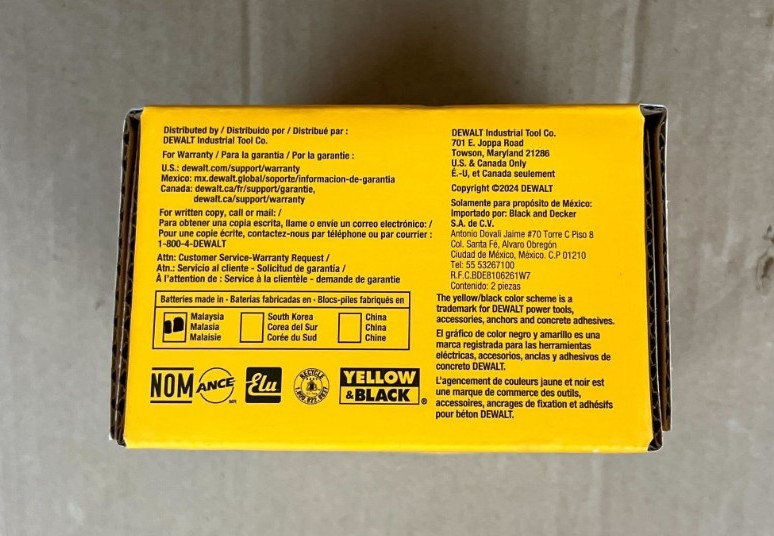 Distributed by / Distribuido por / Distribué par :
DEWALT Industrial Tool Co.
For Warranty / Para la garantia / Por la garantie :
U.S.: dewalt.com/support/warranty
Mexico: mx.dewalt.global/soporte/informacion-de-garantia
Canada: dewalt.ca/fr/support/garantie,
dewalt.ca/support/warranty
For written copy, call or mail: /
Para obtener una copia escrita, llame o envíe un correo electrónico: /
Pour une copie écrite, contactez-nous par téléphone ou par courrier :
1-800-4-DEWALT
Attn: Customer Service-Warranty Request /
Atn.: Servicio al cliente - Solicitud de garantía /
À l'attention de : Service à la clientèle - demande de garantie
Batteries made in - Baterías fabricadas en - Blocs-piles fabriqués en
Malaysia
Malasia
Malaisie
South Korea
Corea del Sur
Corée du Sud
China
China
Chine
NOM
ANCE
Elu
RECYCLE
1.800.822.8837
YELLOW
&BLACK®
DEWALT Industrial Tool Co.
701 E. Joppa Road
Towson, Maryland 21286
U.S. & Canada Only
É.-U, et Canada seulement
Copyright ©2024 DEWALT
Solamente para propósito de México:
Importado por: Black and Decker
S.A. de C.V.
Antonio Dovali Jaime #70 Torre C Piso 8
Col. Santa Fé, Alvaro Obregón
Ciudad de México, México. C.P 01210
Tel: 55 53267100
R.F.C.BDE8106261W7
Contenido: 2 piezas
The yellow/black color scheme is a
trademark for DEWALT power tools,
accessories, anchors and concrete adhesives.
El gráfico de color negro y amarillo es una
marca registrada para las herramientas
eléctricas, accesorios, anclas y adhesivos de
concreto DEWALT.
L'agencement de couleurs jaune et noir est
une marque de commerce des outils,
accessoires, ancrages de fixation et adhésifs
pour béton DEWALT.